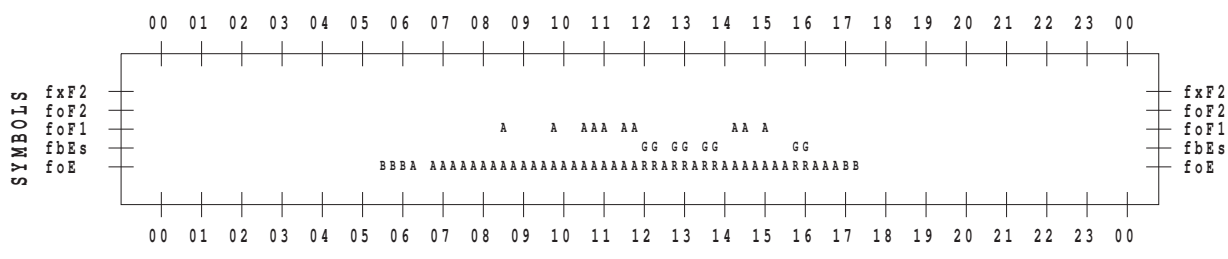 00 01 02 03 04 05 06 07 08 09 10 11 12 13 14 15 16 17 18 19 20 21 22 23 00
SYMBOLS
fxF2 fxF2
foF2 foF2
foF1 A A AAA AA AA A foF1
fbEs GG GG GG GG fbEs
foE BBBA AAAAAAAAAAAAAAAAAAAAARRARRARRAAAAAAARRAAABB foE
00 01 02 03 04 05 06 07 08 09 10 11 12 13 14 15 16 17 18 19 20 21 22 23 00